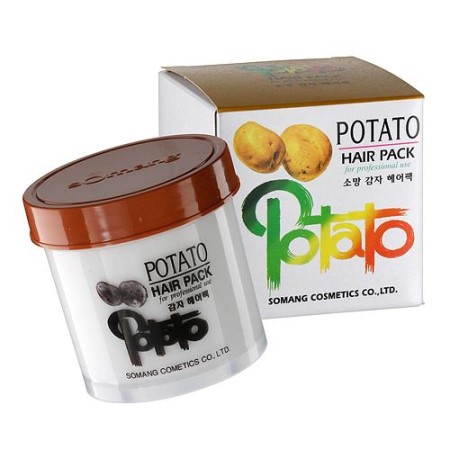 POTATO
HAIR PACK
for professional use
소망 감자 헤어팩
Potato
SOMANG COSMETICS CO.,LTD.
somang
POTATO
HAIR PACK
for professional use
감자 헤어팩
Potato
SOMANG COMETICS CO., LTD.